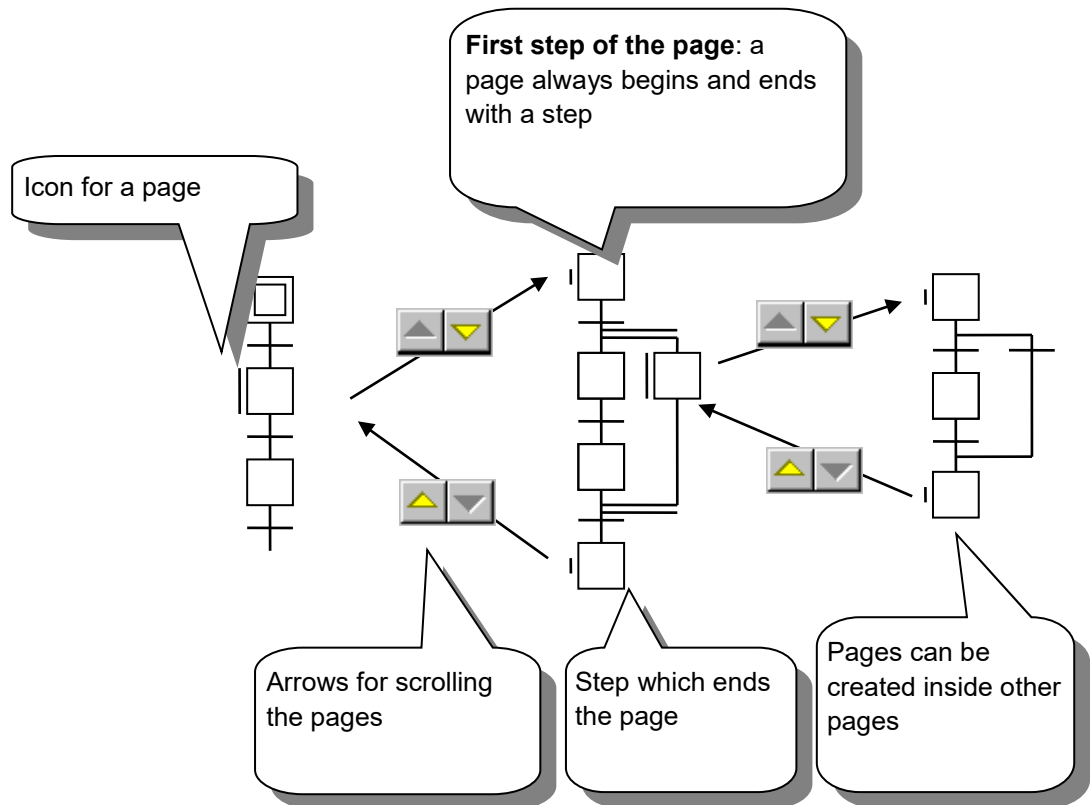 First step of the page: a
page always begins and ends
with a step
Icon for a page
Arrows for scrolling
the pages
Step which ends
the page
Pages can be
created inside other
pages